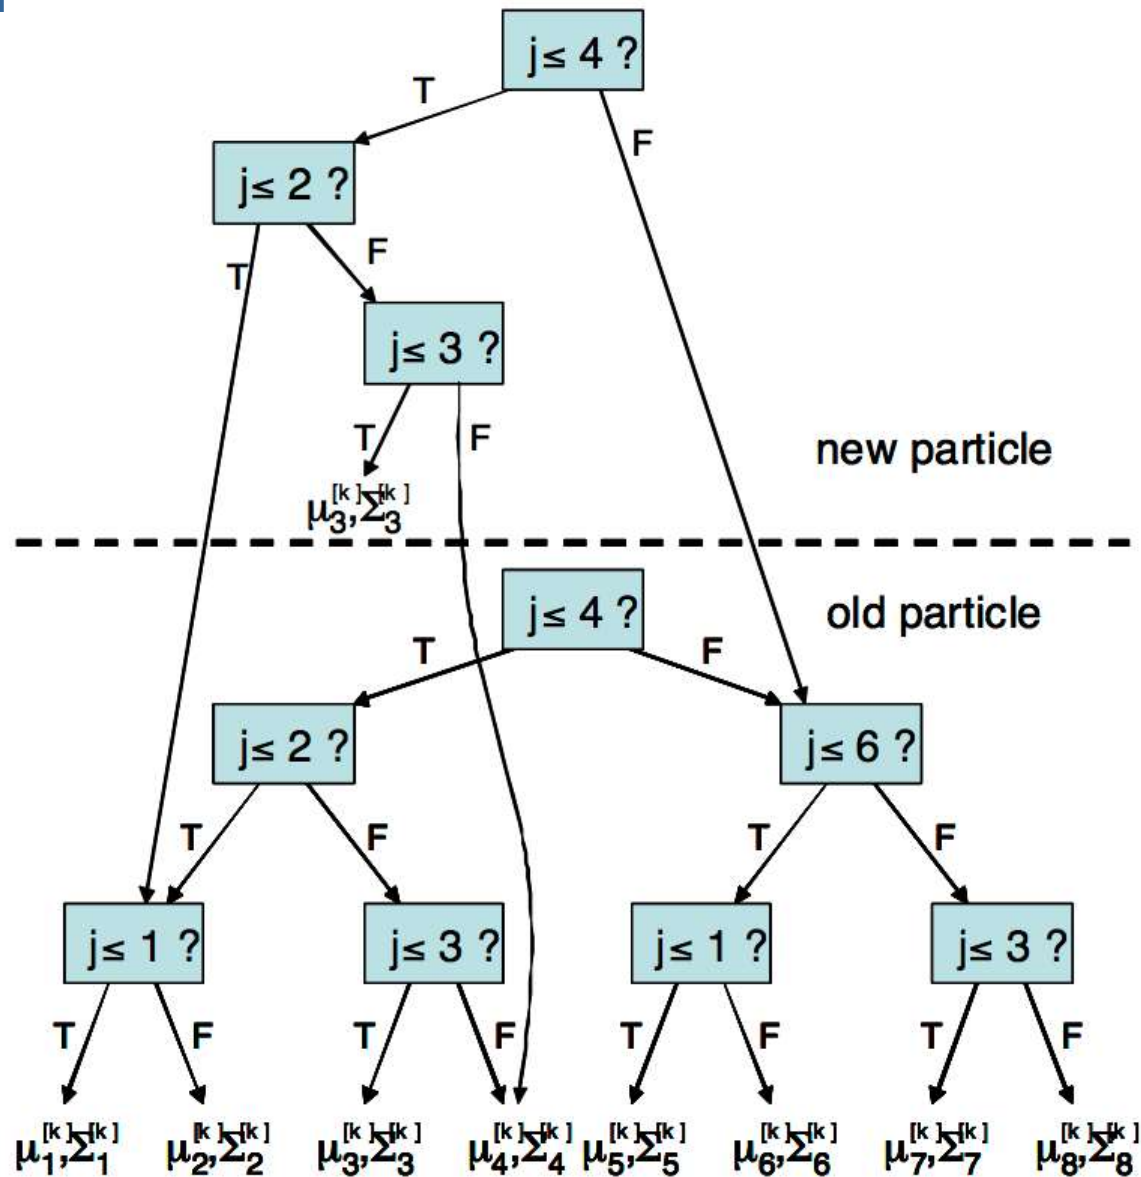 j≤ 4 ?
T
F
j≤ 2 ?
T
F
j≤ 3 ?
T
F
new particle
μ₃^[k],Σ₃^[k]
j≤ 4 ?
old particle
T
F
j≤ 2 ?
j≤ 6 ?
T
F
T
F
j≤ 1 ?
j≤ 3 ?
j≤ 1 ?
j≤ 3 ?
T
F
T
F
T
F
T
F
μ₁^[k],Σ₁^[k]
μ₂^[k],Σ₂^[k]
μ₃^[k],Σ₃^[k]
μ₄^[k],Σ₄^[k]
μ₅^[k],Σ₅^[k]
μ₆^[k],Σ₆^[k]
μ₇^[k],Σ₇^[k]
μ₈^[k],Σ₈^[k]